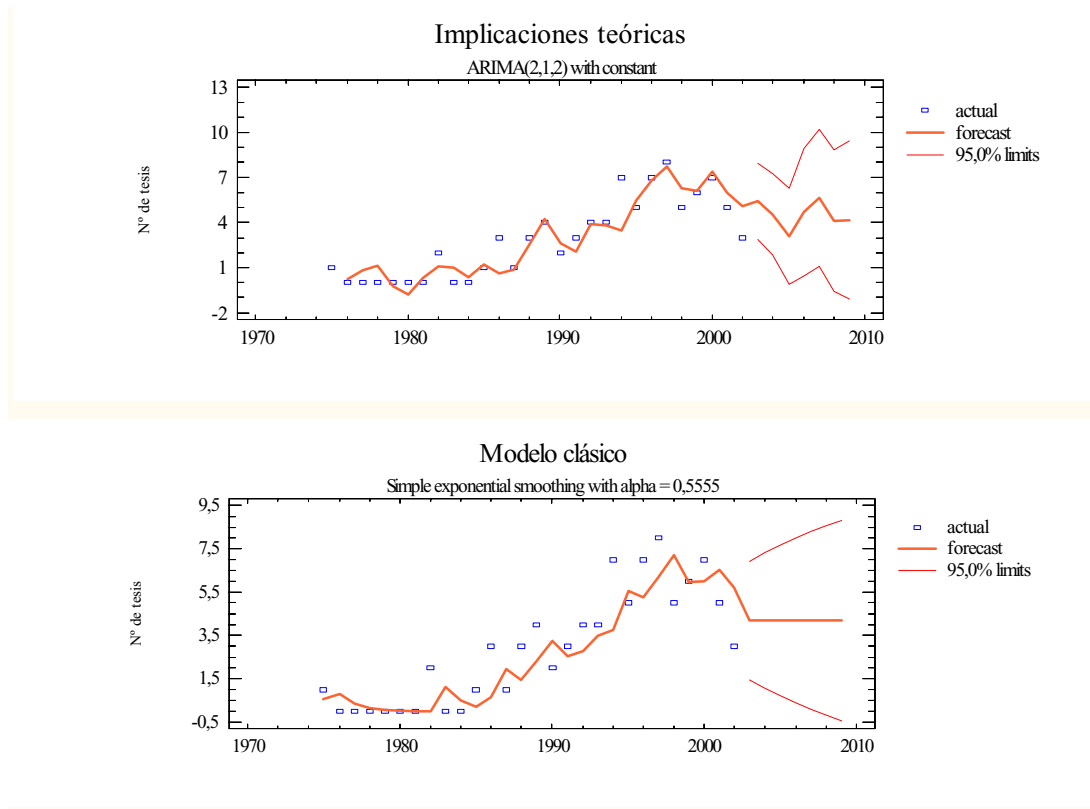 Implicaciones teóricas
ARIMA(2,1,2) with constant
13
10
7
4
1
-2
Nº de tesis
1970
1980
1990
2000
2010
actual
forecast
95,0% limits
Modelo clásico
Simple exponential smoothing with alpha = 0,5555
9,5
7,5
5,5
3,5
1,5
-0,5
Nº de tesis
1970
1980
1990
2000
2010
actual
forecast
95,0% limits